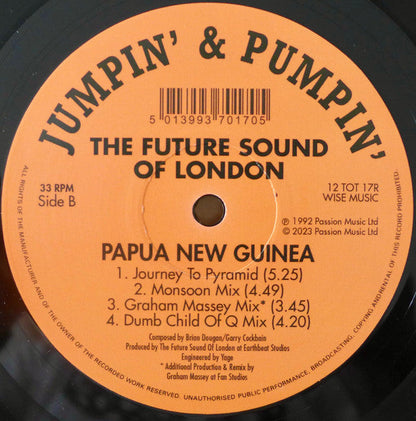 JUMPIN' & PUMPIN'
5 013993 701705
THE FUTURE SOUND
OF LONDON
33 RPM
Side B
12 TOT 17R
WISE MUSIC
℗ 1992 Passion Music Ltd
© 2023 Passion Music Ltd
PAPUA NEW GUINEA
1. Journey To Pyramid (5.25)
2. Monsoon Mix (4.49)
3. Graham Massey Mix* (3.45)
4. Dumb Child Of Q Mix (4.20)
Composed by Brian Dougan/Garry Cockbain
Produced by The Future Sound Of London at Earthbeat Studios
Engineered by Yage
* Additional Production & Remix by
Graham Massey at Fan Studios
ALL RIGHTS OF THE MANUFACTURER AND OF THE OWNER OF THE RECORDED WORK RESERVED. UNAUTHORISED PUBLIC PERFORMANCE, BROADCASTING, COPYING AND RENTAL OF THIS RECORD PROHIBITED.